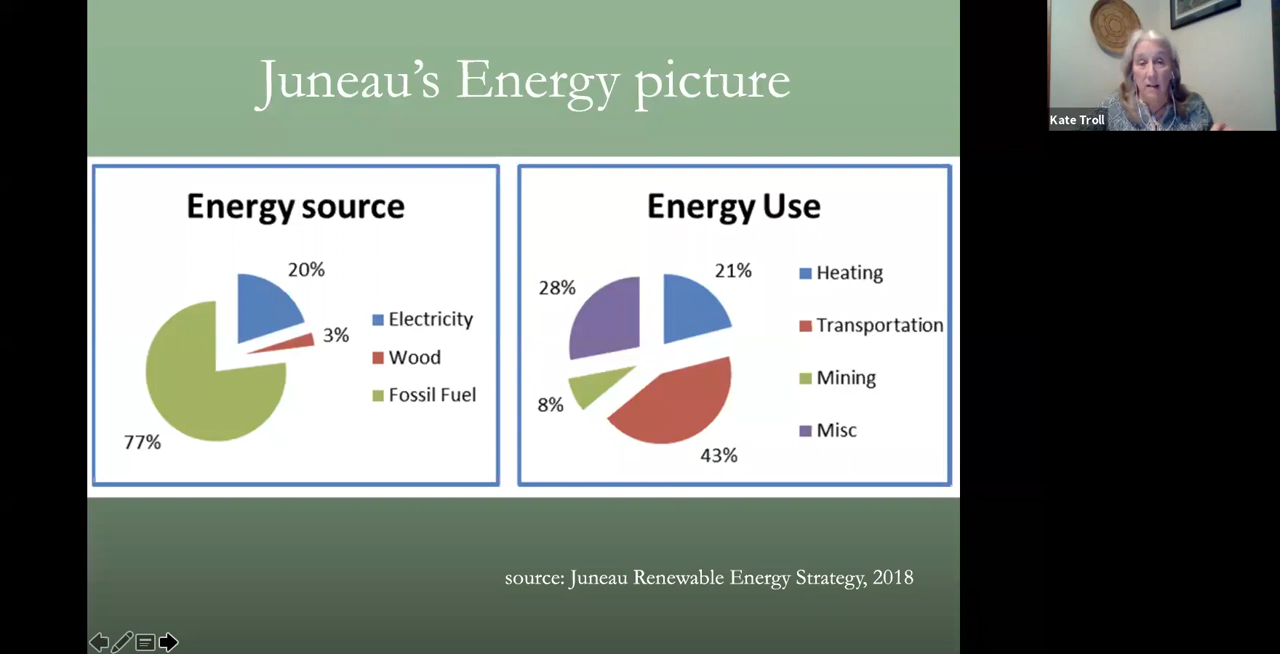 Juneau's Energy picture
Kate Troll
Energy source
20%
3%
77%
Electricity
Wood
Fossil Fuel
Energy Use
21%
28%
8%
43%
Heating
Transportation
Mining
Misc
source: Juneau Renewable Energy Strategy, 2018